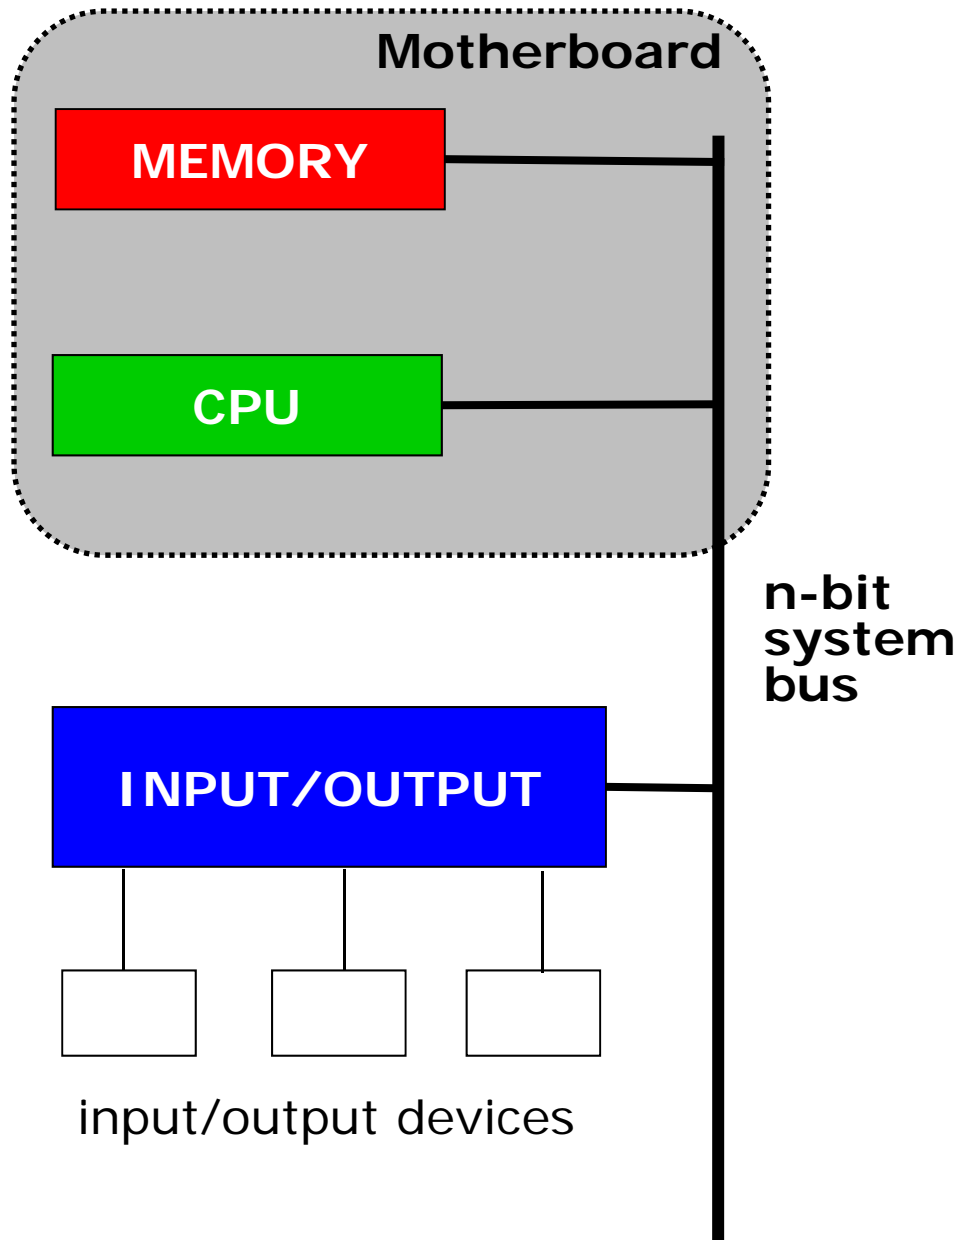 Motherboard
MEMORY
CPU
n-bit
system
bus
INPUT/OUTPUT
input/output devices